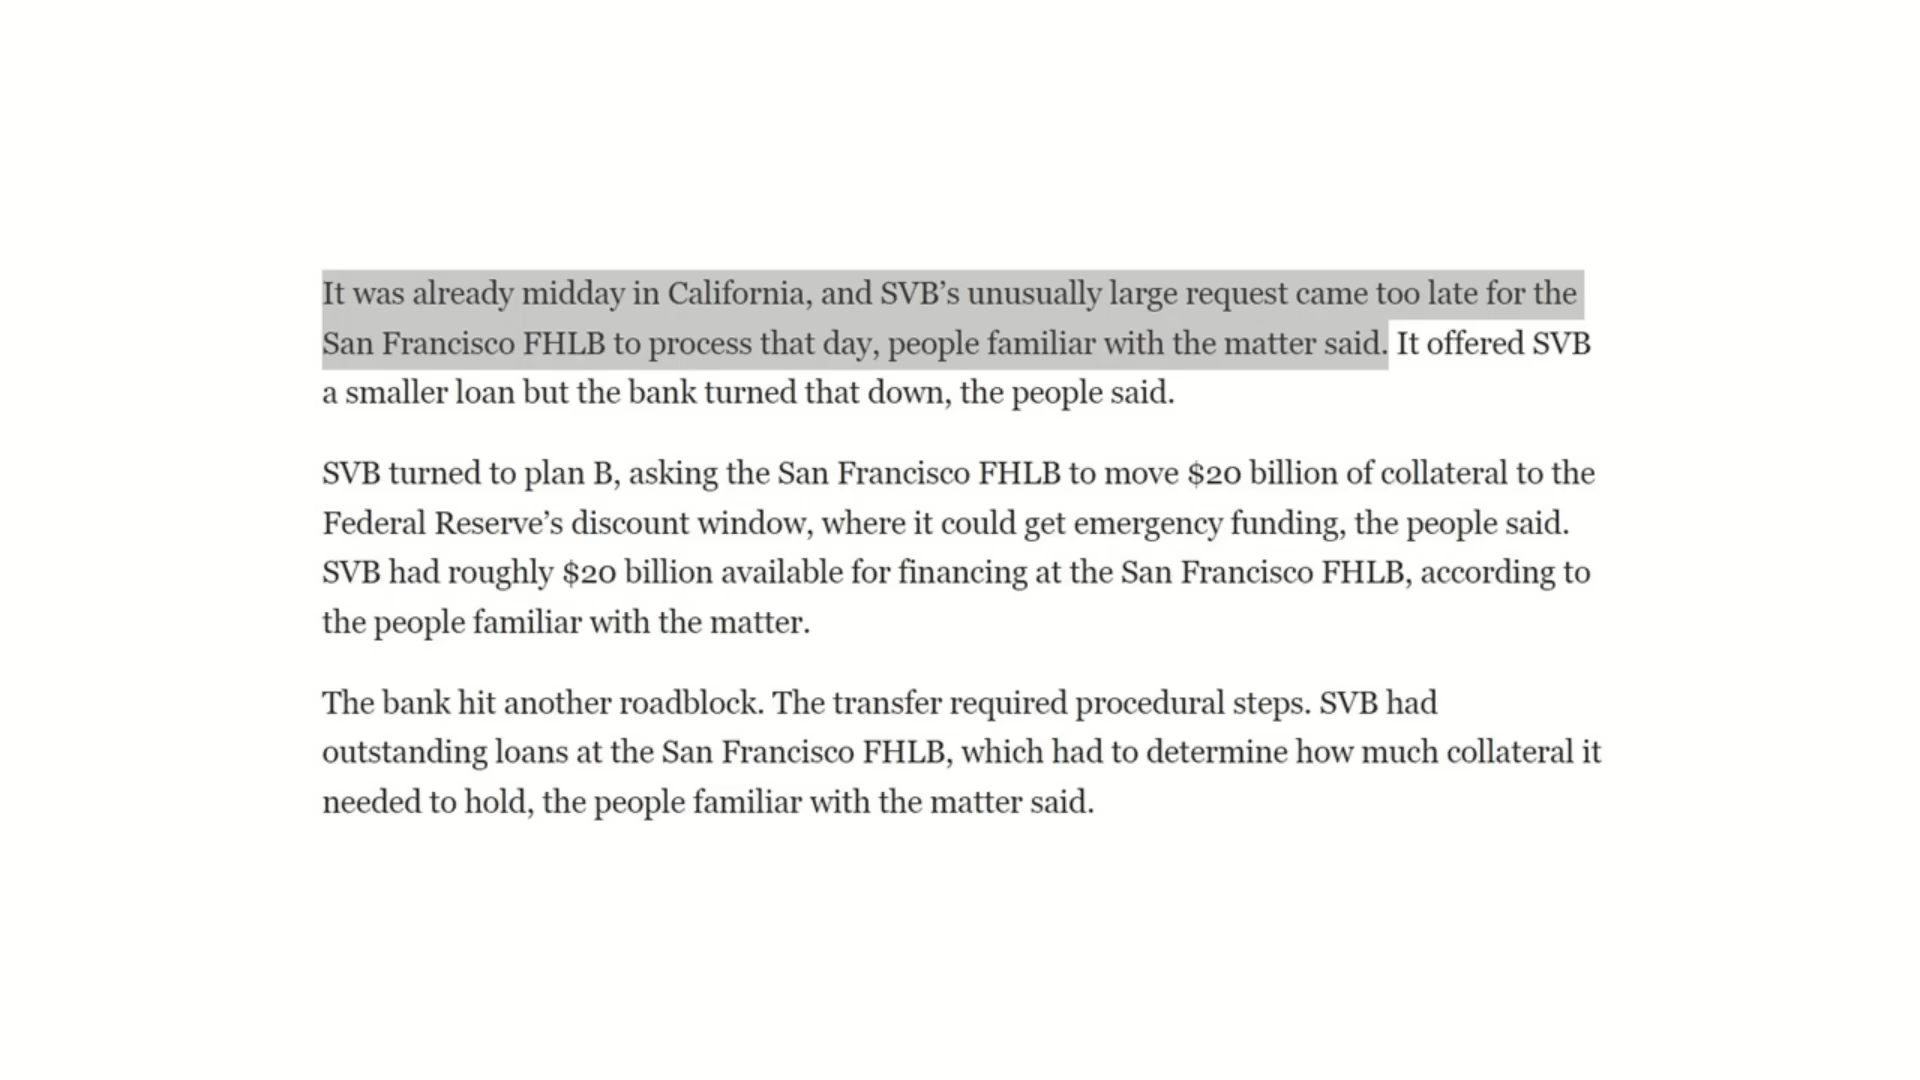 It was already midday in California, and SVB’s unusually large request came too late for the
San Francisco FHLB to process that day, people familiar with the matter said. It offered SVB
a smaller loan but the bank turned that down, the people said.
SVB turned to plan B, asking the San Francisco FHLB to move $20 billion of collateral to the
Federal Reserve’s discount window, where it could get emergency funding, the people said.
SVB had roughly $20 billion available for financing at the San Francisco FHLB, according to
the people familiar with the matter.
The bank hit another roadblock. The transfer required procedural steps. SVB had
outstanding loans at the San Francisco FHLB, which had to determine how much collateral it
needed to hold, the people familiar with the matter said.